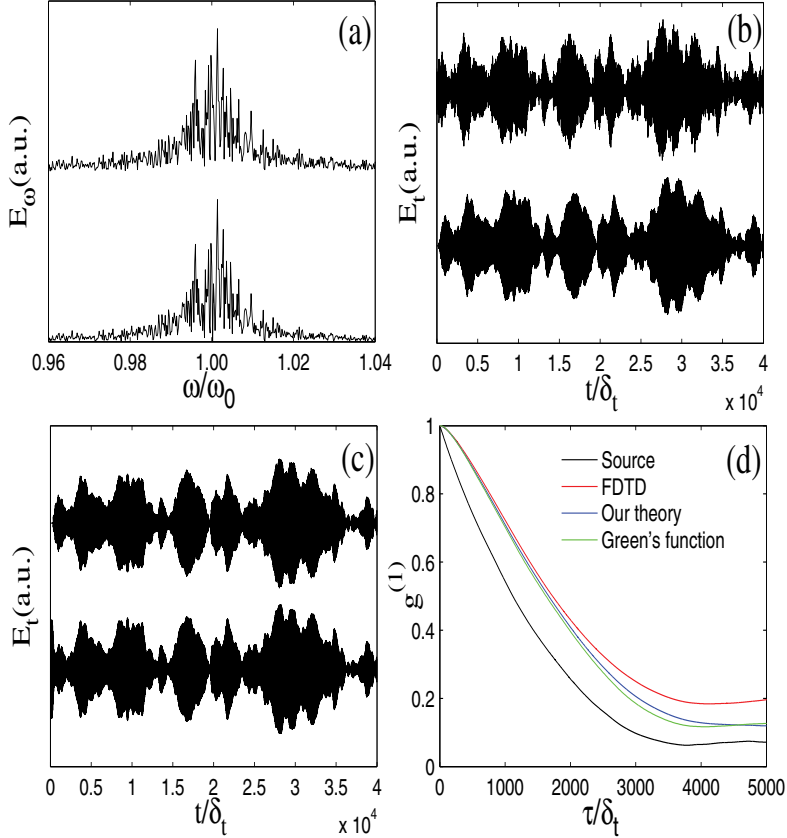 (a)
E_ω(a.u.)
0.96 0.98 1.00 1.02 1.04
ω/ω_0
(b)
E_t(a.u.)
0 0.5 1 1.5 2 2.5 3 3.5 4
t/δ_t
x 10^4
(c)
E_t(a.u.)
0 0.5 1 1.5 2 2.5 3 3.5 4
t/δ_t
x 10^4
(d)
1
0.8
0.6
0.4
0.2
0
g^(1)
Source
FDTD
Our theory
Green's function
0 1000 2000 3000 4000 5000
τ/δ_t